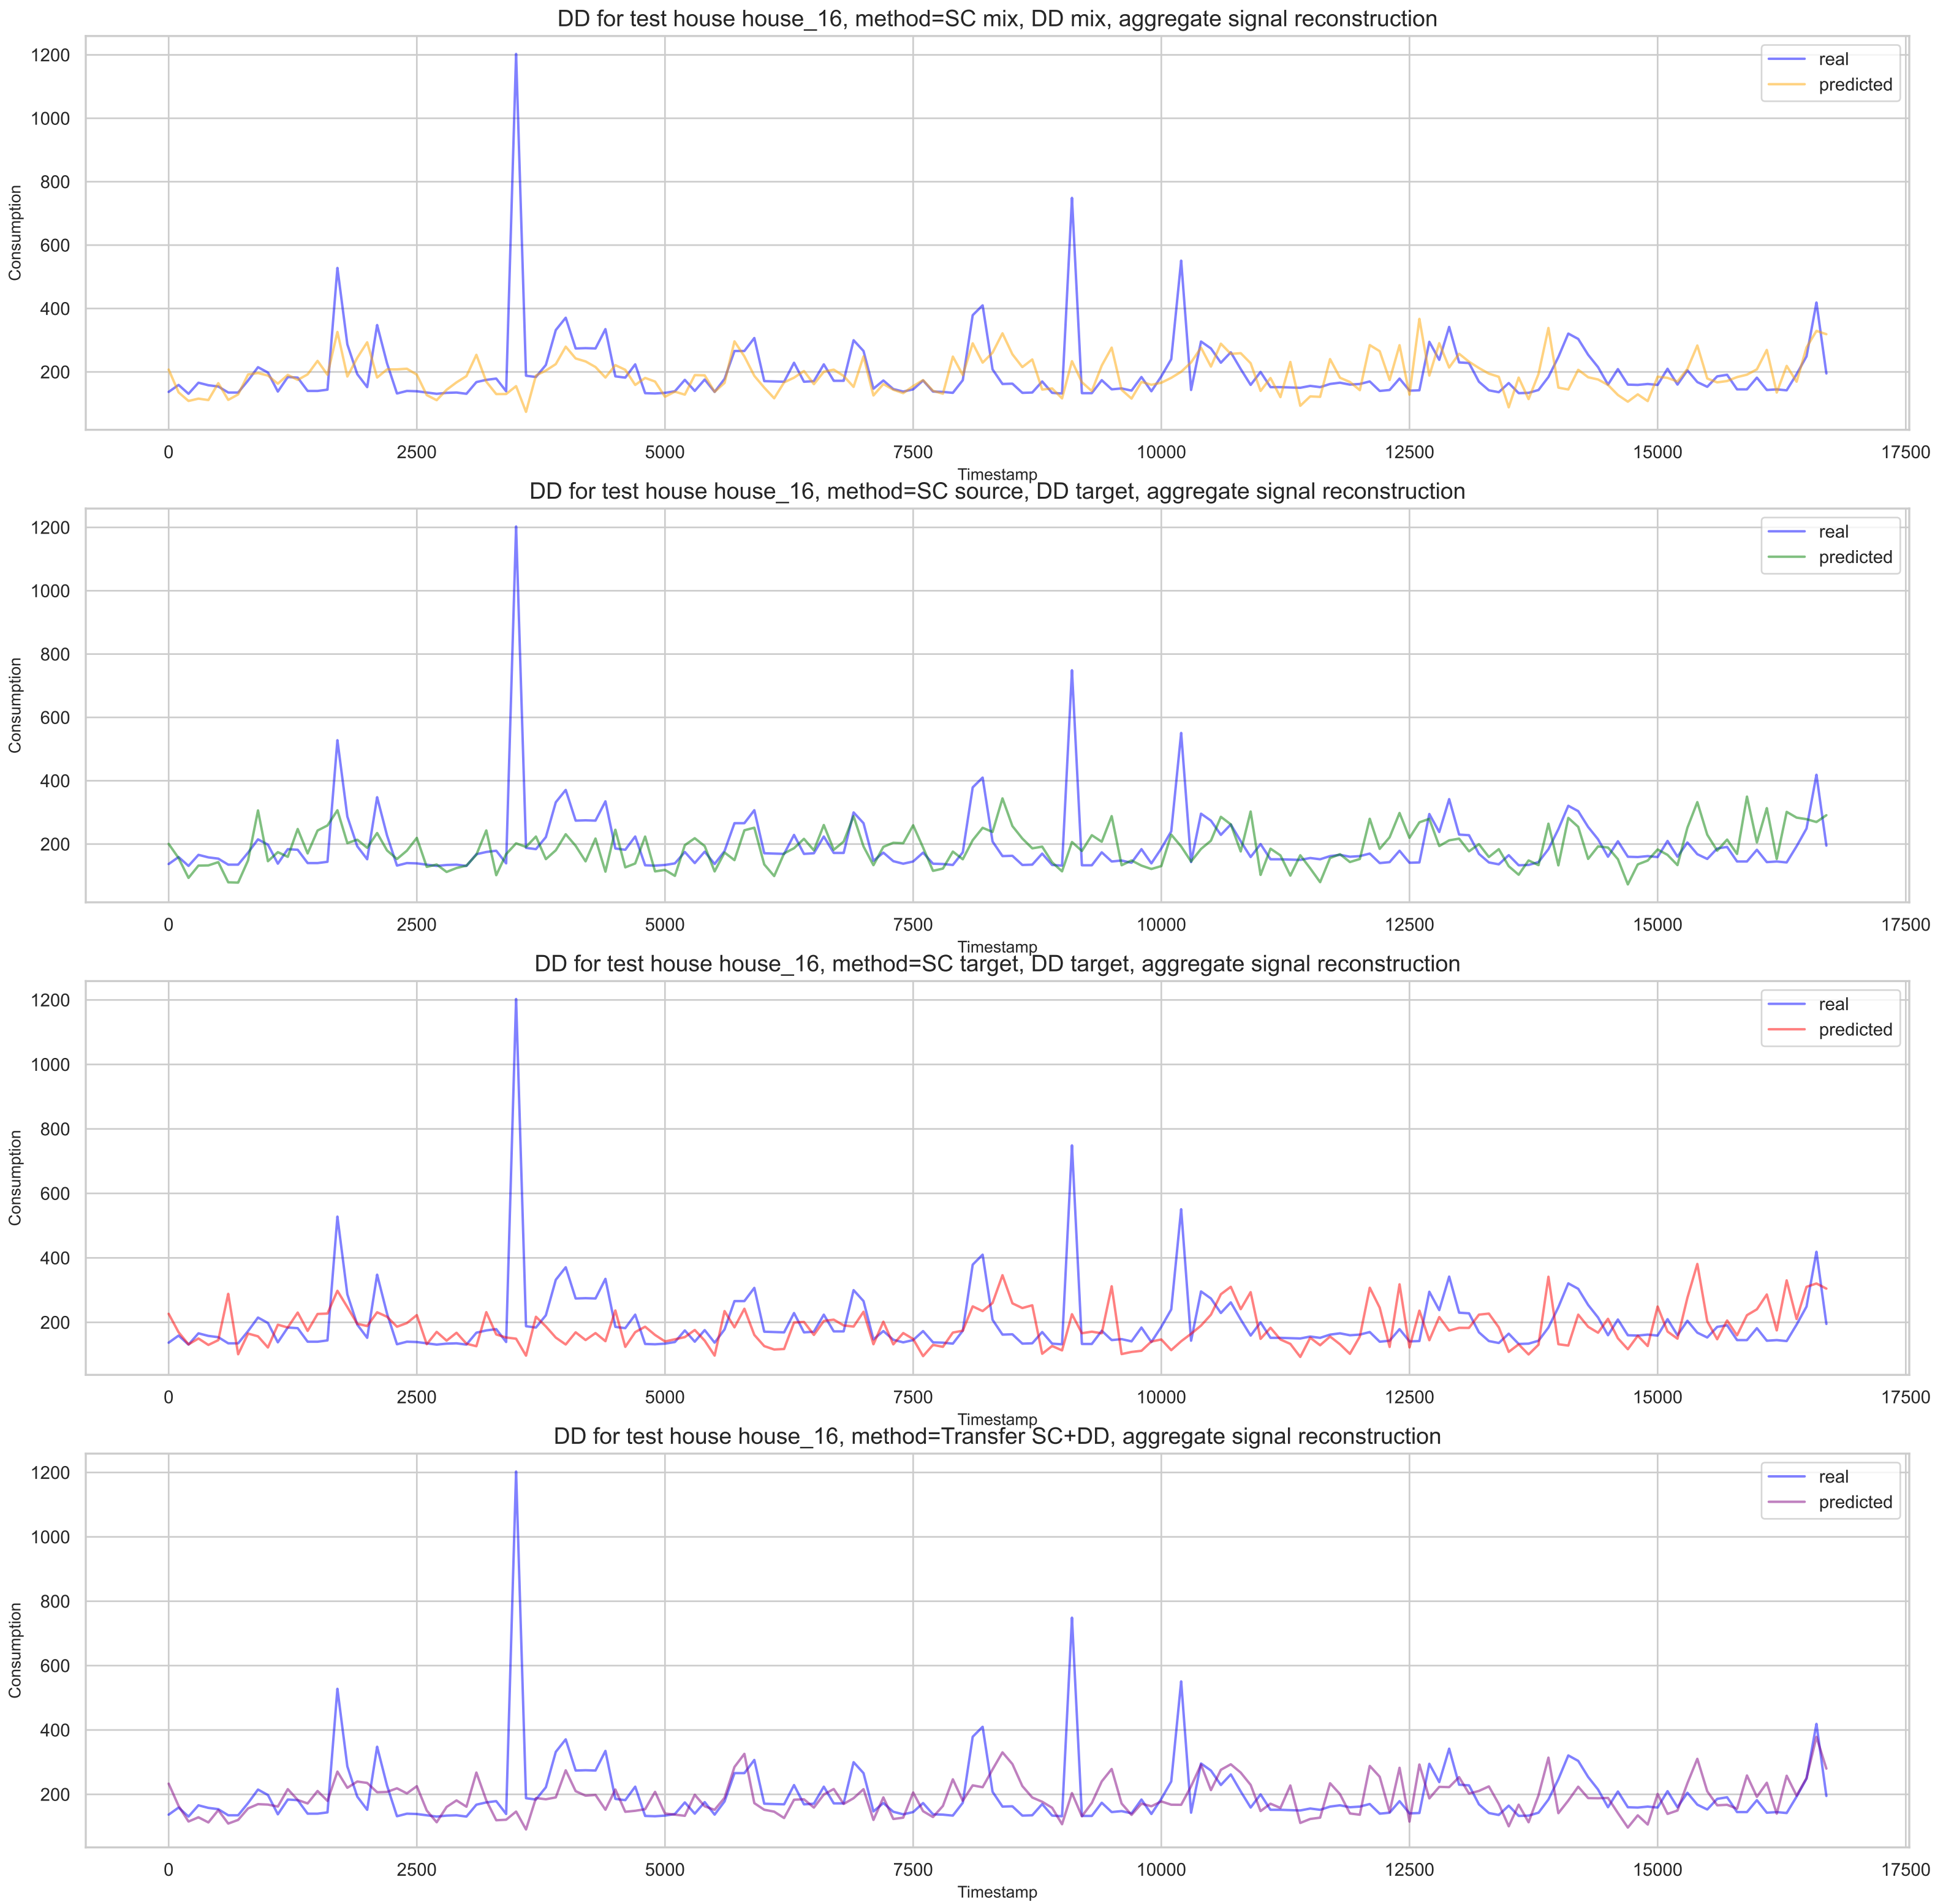 DD for test house house_16, method=SC mix, DD mix, aggregate signal reconstruction
1200
1000
800
600
400
200
Consumption
real
predicted
0 2500 5000 7500 10000 12500 15000 17500
Timestamp
DD for test house house_16, method=SC source, DD target, aggregate signal reconstruction
1200
1000
800
600
400
200
Consumption
real
predicted
0 2500 5000 7500 10000 12500 15000 17500
Timestamp
DD for test house house_16, method=SC target, DD target, aggregate signal reconstruction
1200
1000
800
600
400
200
Consumption
real
predicted
0 2500 5000 7500 10000 12500 15000 17500
Timestamp
DD for test house house_16, method=Transfer SC+DD, aggregate signal reconstruction
1200
1000
800
600
400
200
Consumption
real
predicted
0 2500 5000 7500 10000 12500 15000 17500
Timestamp